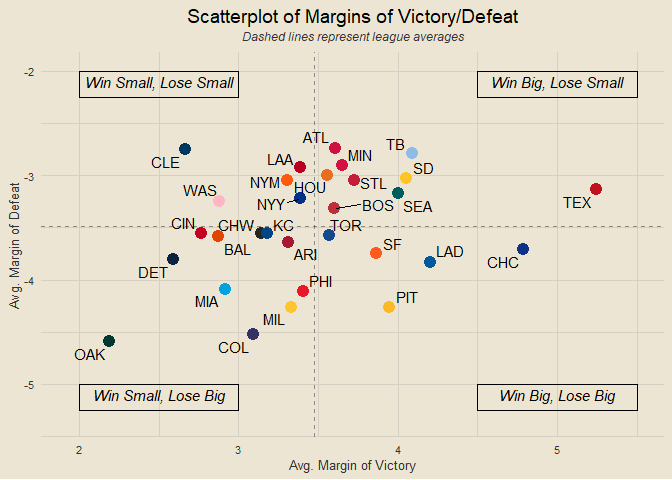 Scatterplot of Margins of Victory/Defeat
Dashed lines represent league averages
-2
Win Small, Lose Small
Win Big, Lose Small
ATL
TB
MIN
CLE
LAA
SD
-3
NYM
HOU
STL
WAS
NYY
BOS
SEA
TEX
CIN
CHW
KC
TOR
BAL
ARI
SF
LAD
CHC
DET
-4
MIA
PHI
PIT
MIL
COL
OAK
-5
Win Small, Lose Big
Win Big, Lose Big
2
3
4
5
Avg. Margin of Victory
Avg. Margin of Defeat